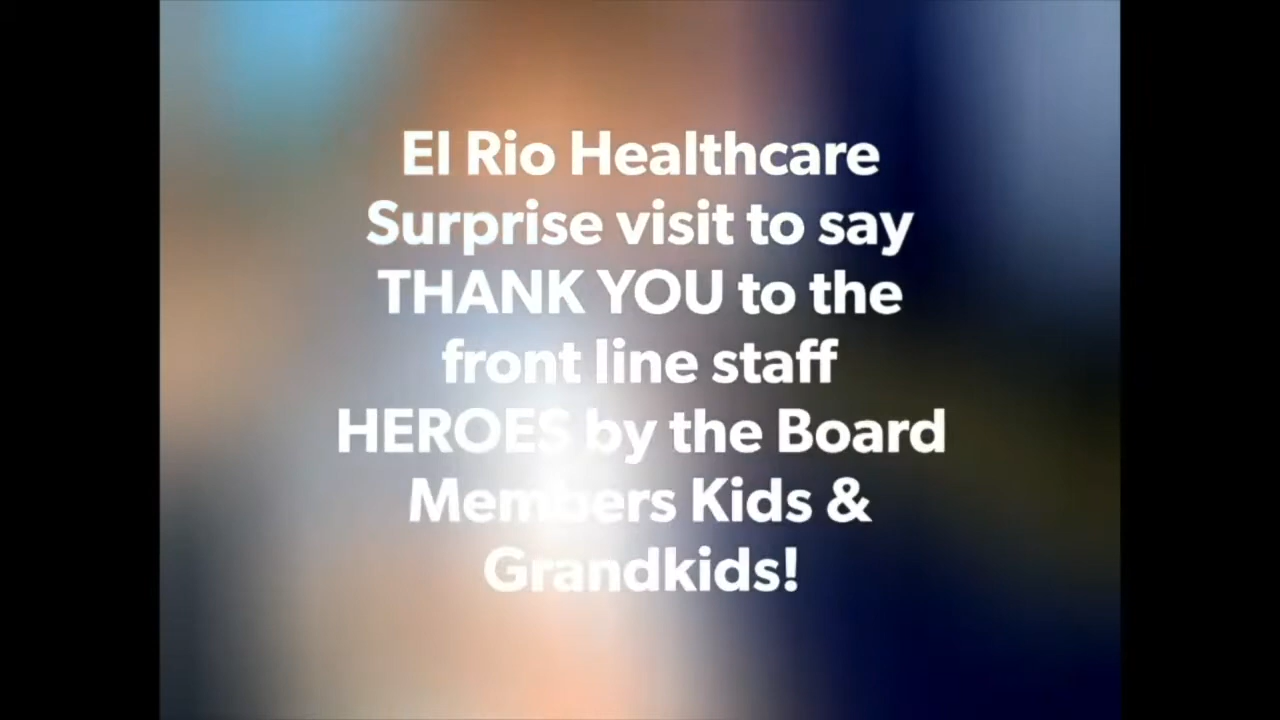 El Rio Healthcare
Surprise visit to say
THANK YOU to the
front line staff
HEROES by the Board
Members Kids &
Grandkids!